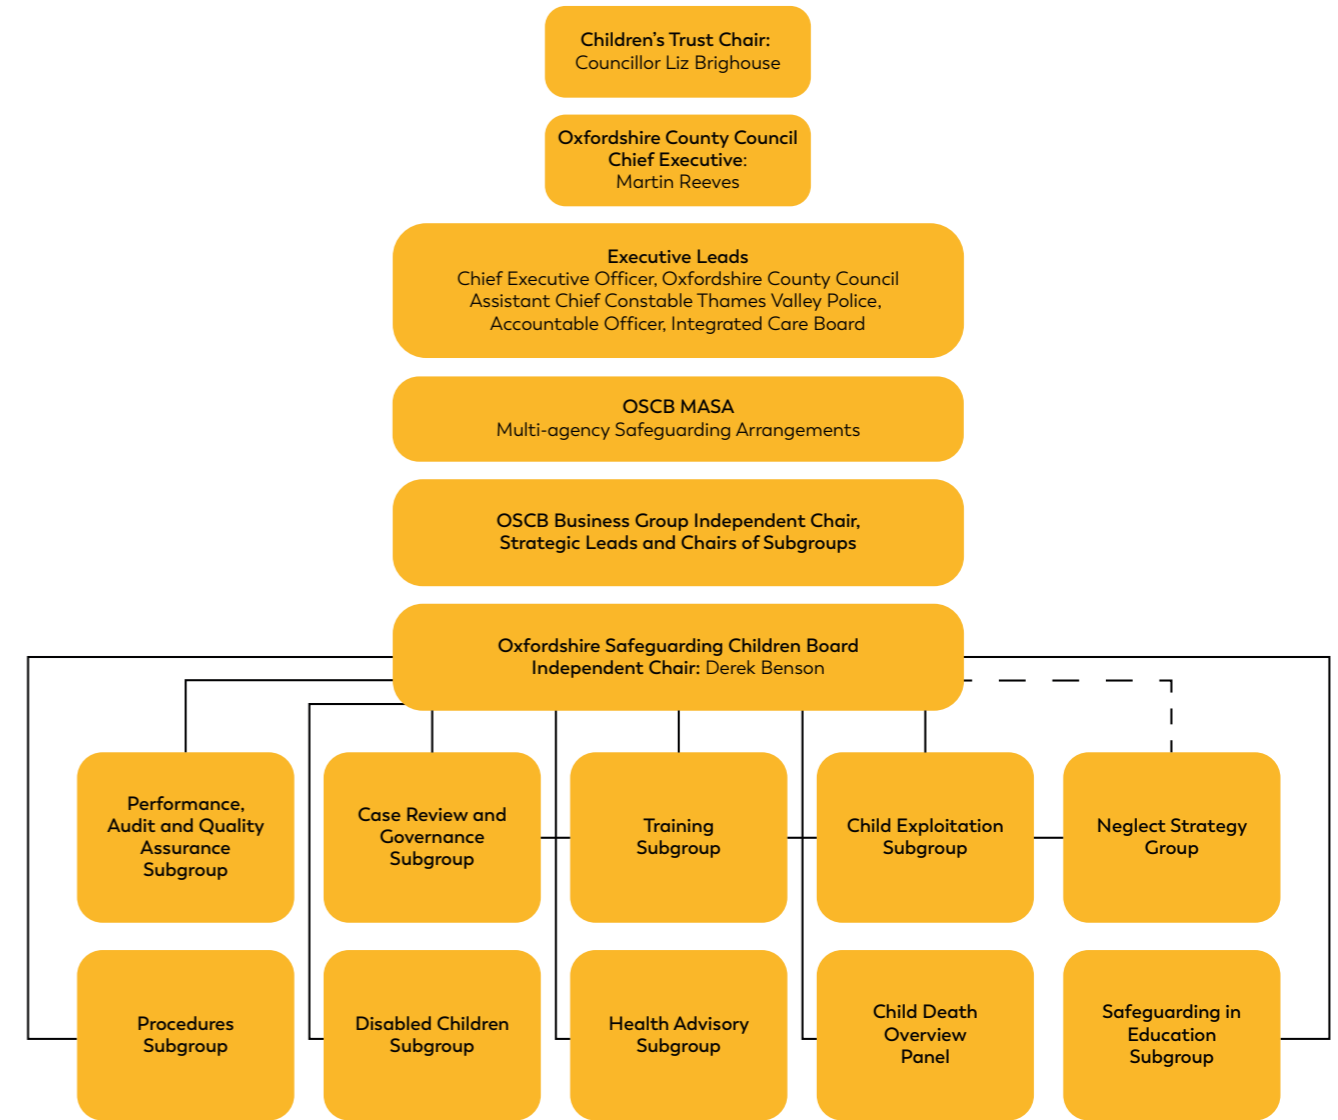 Children’s Trust Chair:
Councillor Liz Brighouse
Oxfordshire County Council
Chief Executive:
Martin Reeves
Executive Leads
Chief Executive Officer, Oxfordshire County Council
Assistant Chief Constable Thames Valley Police,
Accountable Officer, Integrated Care Board
OSCB MASA
Multi-agency Safeguarding Arrangements
OSCB Business Group Independent Chair,
Strategic Leads and Chairs of Subgroups
Oxfordshire Safeguarding Children Board
Independent Chair: Derek Benson
Performance,
Audit and Quality
Assurance
Subgroup
Case Review and
Governance
Subgroup
Training
Subgroup
Child Exploitation
Subgroup
Neglect Strategy
Group
Procedures
Subgroup
Disabled Children
Subgroup
Health Advisory
Subgroup
Child Death
Overview
Panel
Safeguarding in
Education
Subgroup